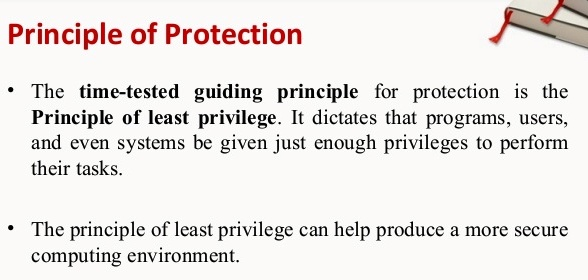 Principle of Protection
• The time-tested guiding principle for protection is the
Principle of least privilege. It dictates that programs, users,
and even systems be given just enough privileges to perform
their tasks.
• The principle of least privilege can help produce a more secure
computing environment.